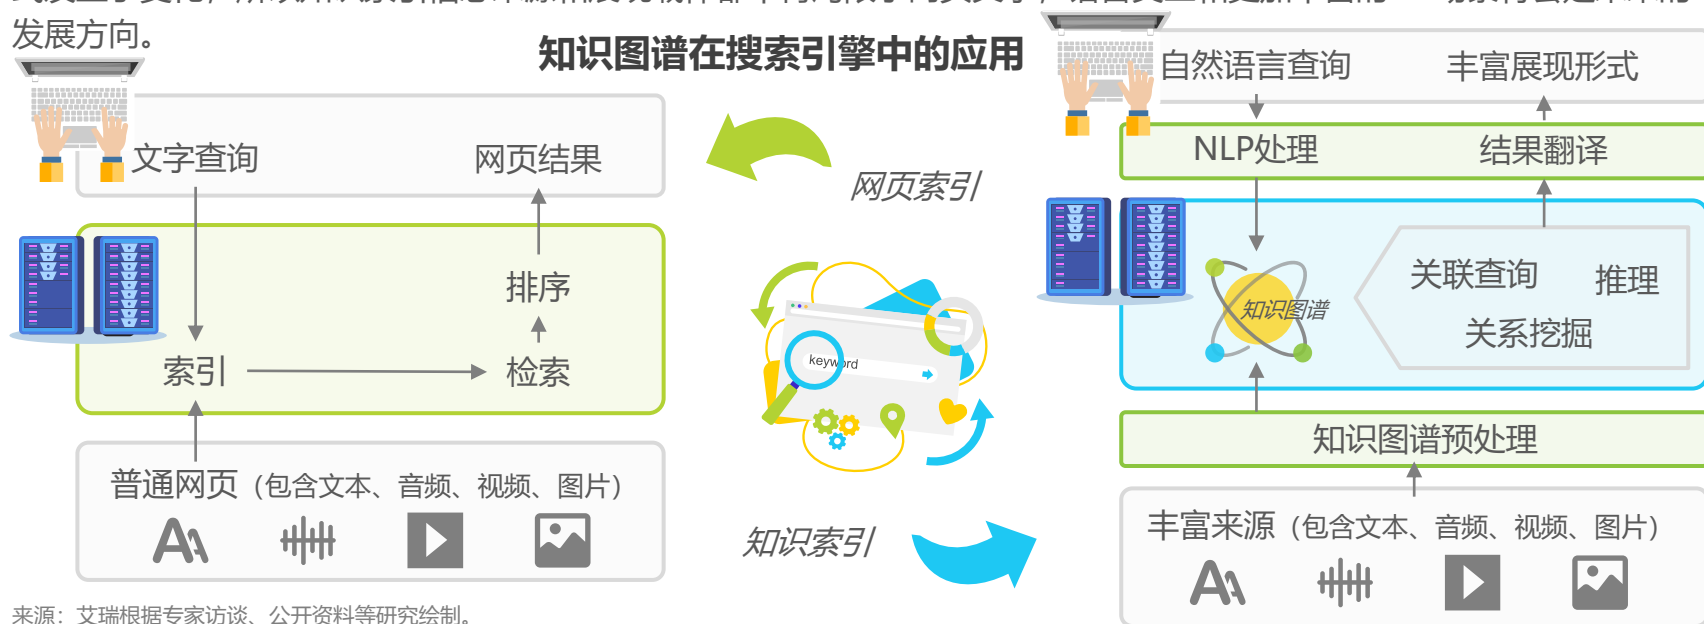 发展方向。
知识图谱在搜索引擎中的应用
文字查询
网页结果
排序
索引
检索
普通网页（包含文本、音频、视频、图片）
网页索引
keyword
知识索引
自然语言查询
丰富展现形式
NLP处理
结果翻译
知识图谱
关联查询
推理
关系挖掘
知识图谱预处理
丰富来源（包含文本、音频、视频、图片）
来源：艾瑞根据专家访谈、公开资料等研究绘制。